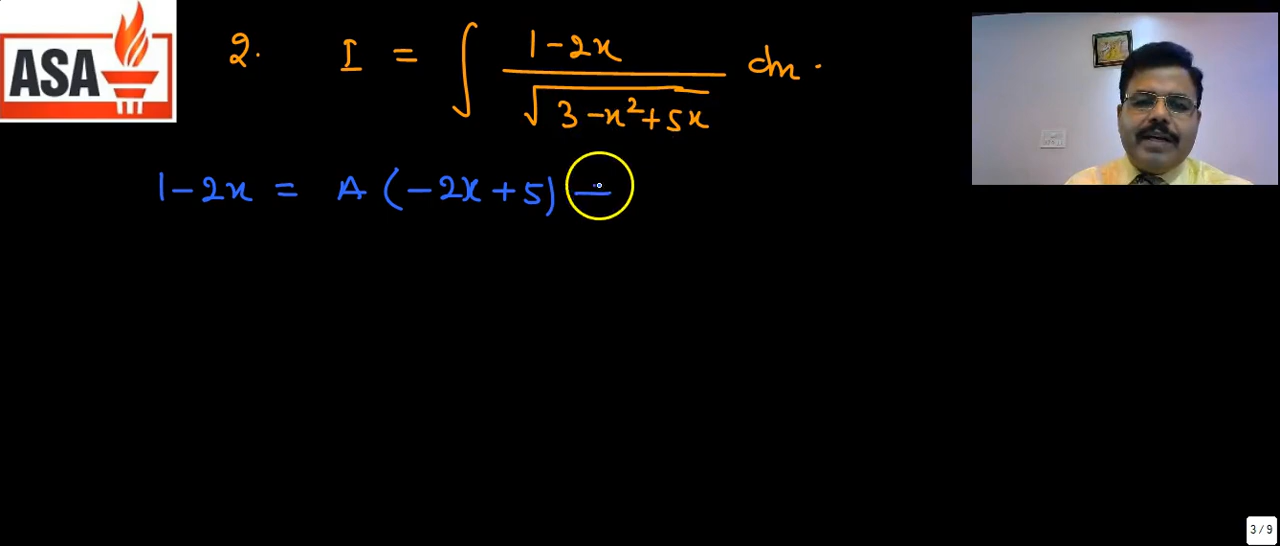 ASA
2. I = ∫ (1-2x)/√(3-x²+5x) dx.
1-2x = A(-2x+5) -
3/9